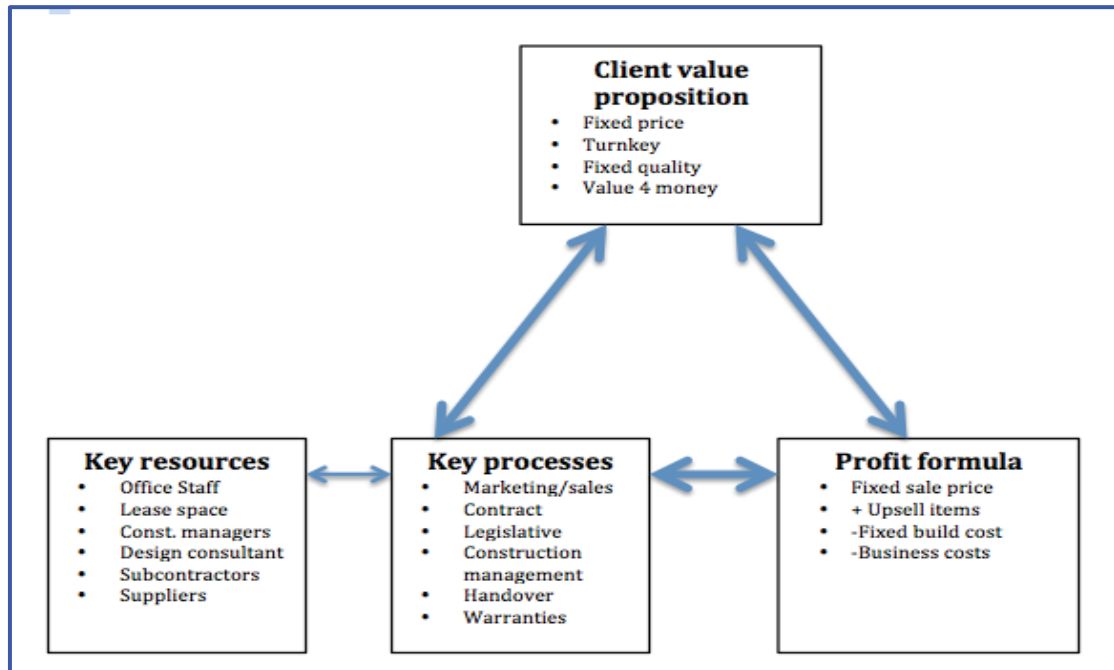 Client value
proposition
• Fixed price
• Turnkey
• Fixed quality
• Value 4 money
Key resources
• Office Staff
• Lease space
• Const. managers
• Design consultant
• Subcontractors
• Suppliers
Key processes
• Marketing/sales
• Contract
• Legislative
• Construction
management
• Handover
• Warranties
Profit formula
• Fixed sale price
• + Upsell items
• -Fixed build cost
• -Business costs